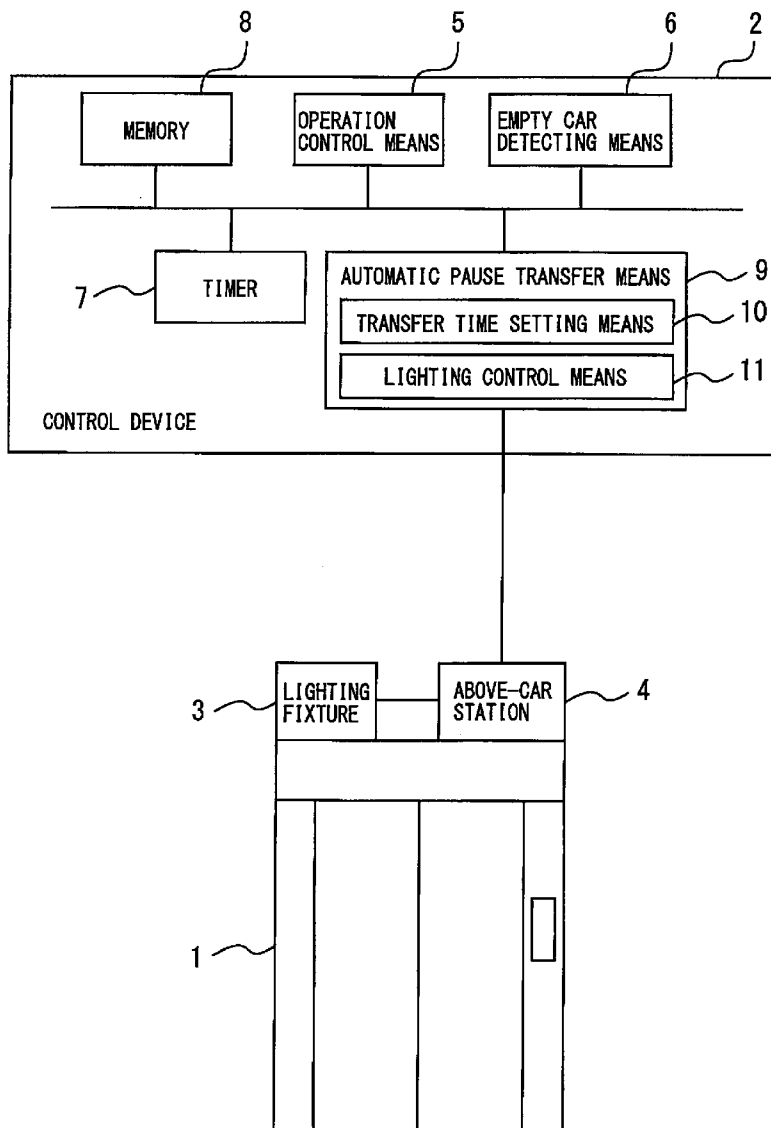 8
5
6
2
MEMORY
OPERATION
CONTROL MEANS
EMPTY CAR
DETECTING MEANS
7
TIMER
AUTOMATIC PAUSE TRANSFER MEANS
9
TRANSFER TIME SETTING MEANS
10
LIGHTING CONTROL MEANS
11
CONTROL DEVICE
3
LIGHTING
FIXTURE
ABOVE-CAR
STATION
4
1